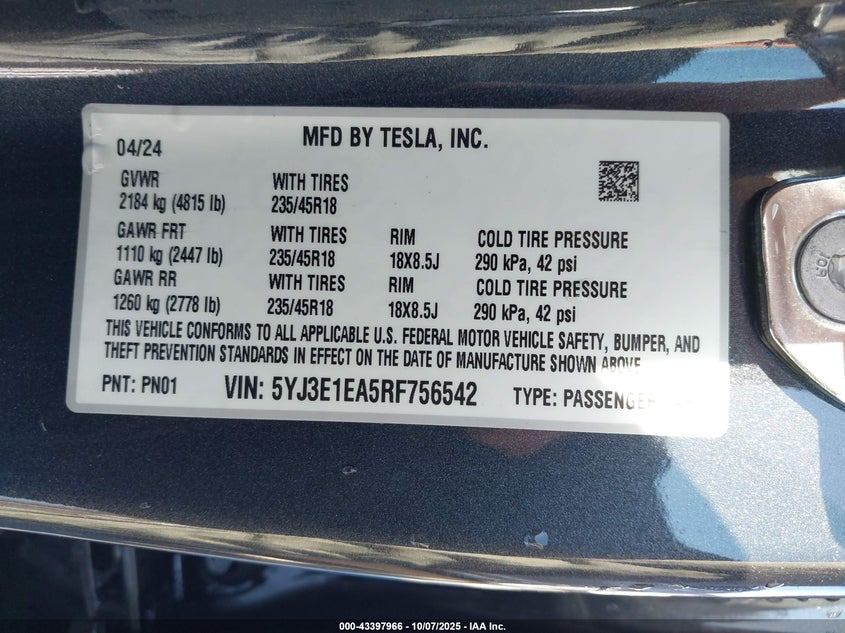 04/24
MFD BY TESLA, INC.
GVWR WITH TIRES
2184 kg (4815 lb) 235/45R18
GAWR FRT WITH TIRES RIM COLD TIRE PRESSURE
1110 kg (2447 lb) 235/45R18 18X8.5J 290 kPa, 42 psi
GAWR RR WITH TIRES RIM COLD TIRE PRESSURE
1260 kg (2778 lb) 235/45R18 18X8.5J 290 kPa, 42 psi
THIS VEHICLE CONFORMS TO ALL APPLICABLE U.S. FEDERAL MOTOR VEHICLE SAFETY, BUMPER, AND
THEFT PREVENTION STANDARDS IN EFFECT ON THE DATE OF MANUFACTURE SHOWN ABOVE.
PNT: PN01 VIN: 5YJ3E1EA5RF756542 TYPE: PASSENGER
000-43397966 - 10/07/2025 - IAA Inc.